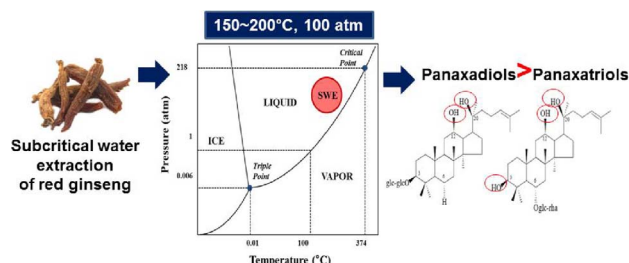 150~200°C, 100 atm
Subcritical water
extraction
of red ginseng
Pressure (atm)
218
1
0.006
Critical
Point
LIQUID
SWE
ICE
Triple
Point
VAPOR
0.01 100 374
Temperature (°C)
Panaxadiols>Panaxatriols
HO
OH
glc-glcO
H
HO
OH
HO
Oglc-rha